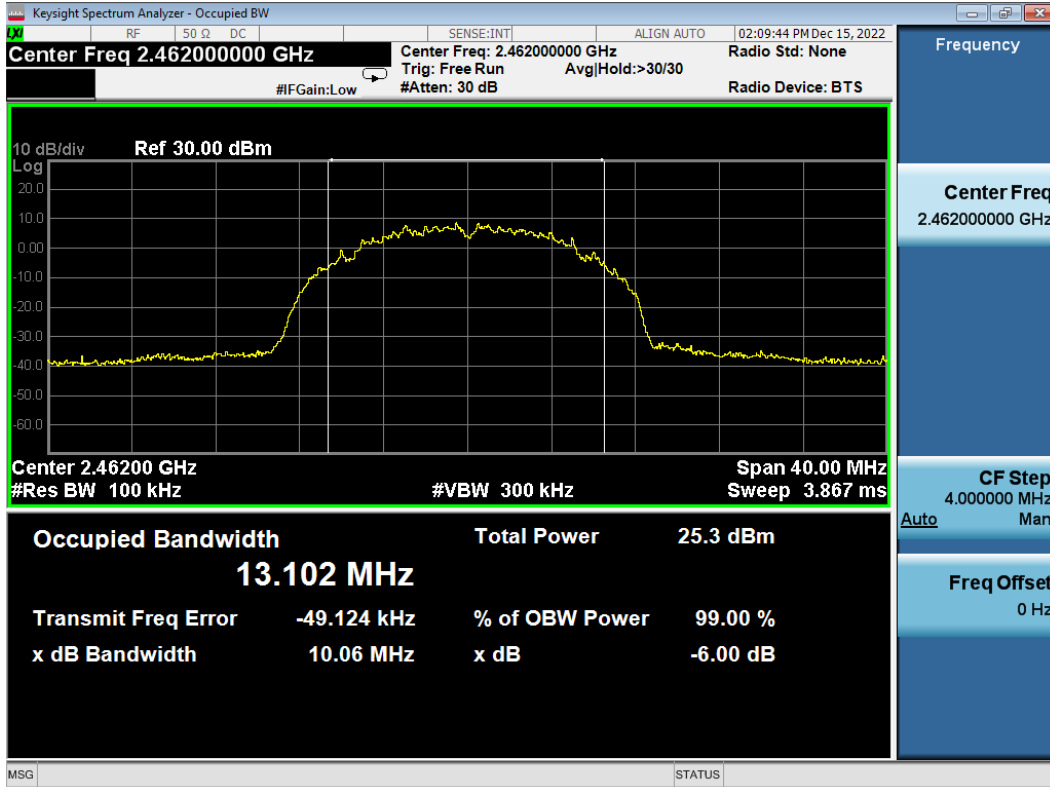 Keysight Spectrum Analyzer - Occupied BW
LXI
RF 50 Ω DC SENSE:INT ALIGN AUTO 02:09:44 PM Dec 15, 2022
Center Freq 2.462000000 GHz
Center Freq: 2.462000000 GHz
Radio Std: None
Trig: Free Run Avg|Hold:>30/30
#IFGain:Low
#Atten: 30 dB
Radio Device: BTS
10 dB/div Ref 30.00 dBm
Log
20.0
10.0
0.00
-10.0
-20.0
-30.0
-40.0
-50.0
-60.0
Center 2.46200 GHz Span 40.00 MHz
#Res BW 100 kHz #VBW 300 kHz Sweep 3.867 ms
Occupied Bandwidth Total Power 25.3 dBm
13.102 MHz
Transmit Freq Error -49.124 kHz % of OBW Power 99.00 %
x dB Bandwidth 10.06 MHz x dB -6.00 dB
MSG STATUS
Frequency
Center Freq
2.462000000 GHz
CF Step
4.000000 MHz
Auto Man
Freq Offset
0 Hz